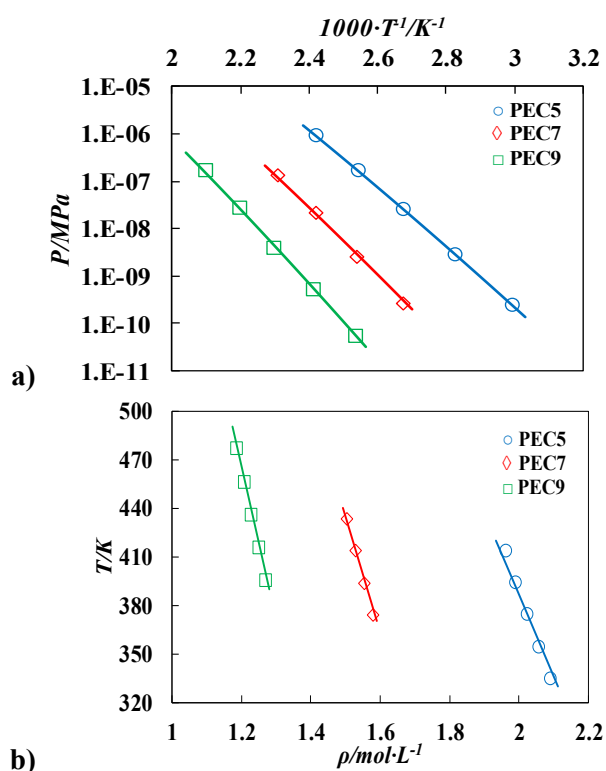 1000·T⁻¹/K⁻¹
2 2.2 2.4 2.6 2.8 3 3.2
1.E-05
1.E-06
1.E-07
1.E-08
1.E-09
1.E-10
1.E-11
P/MPa
PEC5
PEC7
PEC9
a)
500
470
440
410
380
350
320
T/K
PEC5
PEC7
PEC9
1 1.2 1.4 1.6 1.8 2 2.2
ρ/mol·L⁻¹
b)